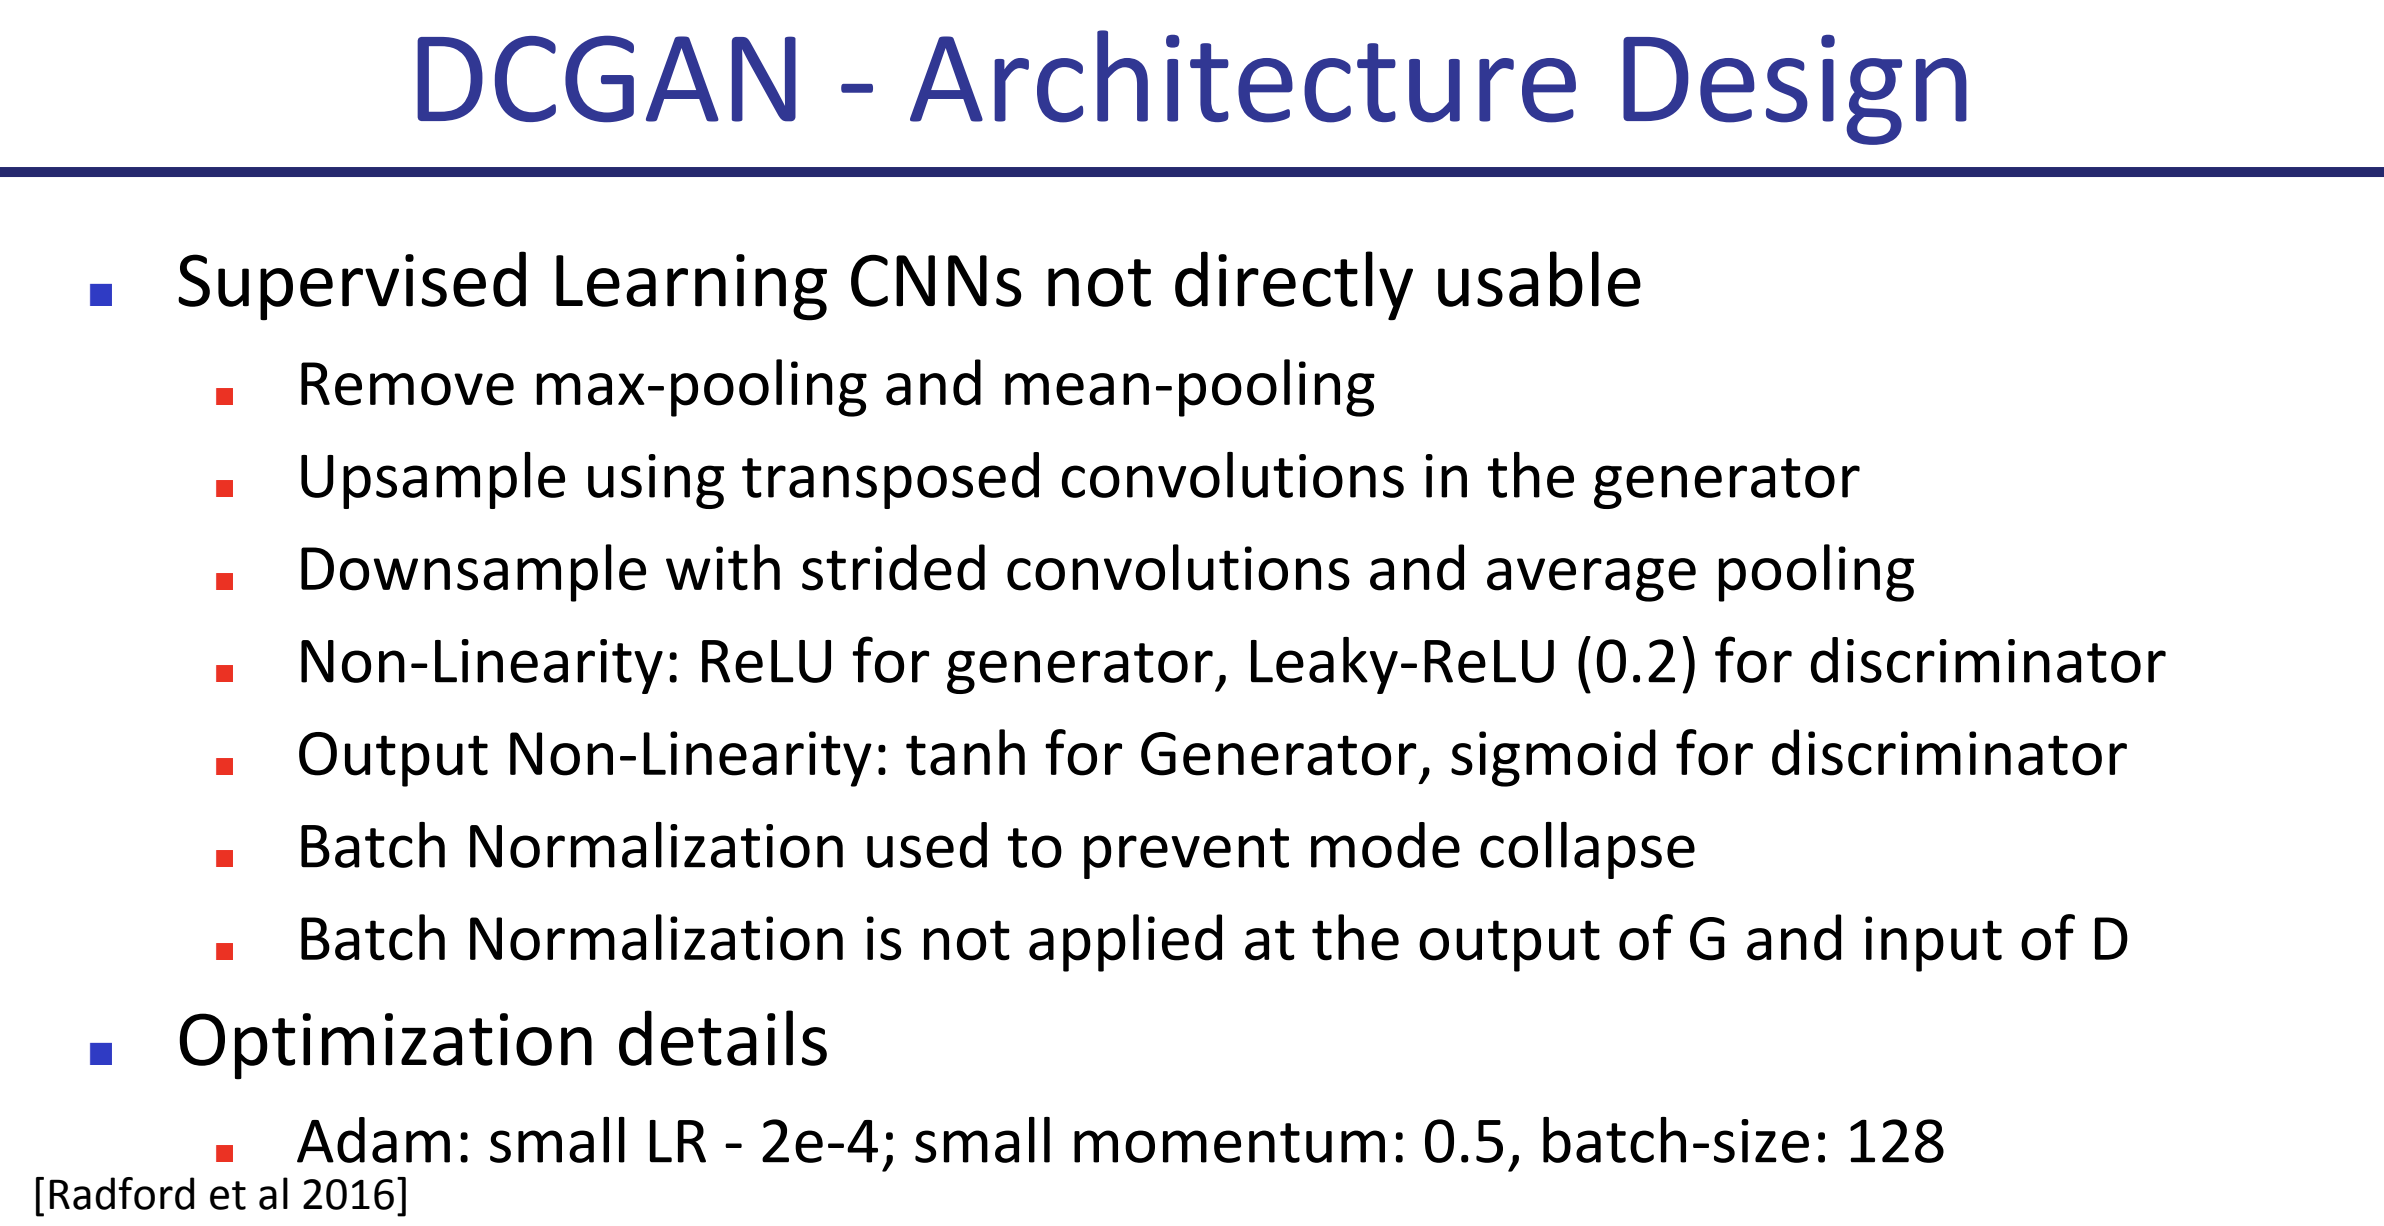 DCGAN - Architecture Design
Supervised Learning CNNs not directly usable
Remove max-pooling and mean-pooling
Upsample using transposed convolutions in the generator
Downsample with strided convolutions and average pooling
Non-Linearity: ReLU for generator, Leaky-ReLU (0.2) for discriminator
Output Non-Linearity: tanh for Generator, sigmoid for discriminator
Batch Normalization used to prevent mode collapse
Batch Normalization is not applied at the output of G and input of D
Optimization details
Adam: small LR - 2e-4; small momentum: 0.5, batch-size: 128
[Radford et al 2016]